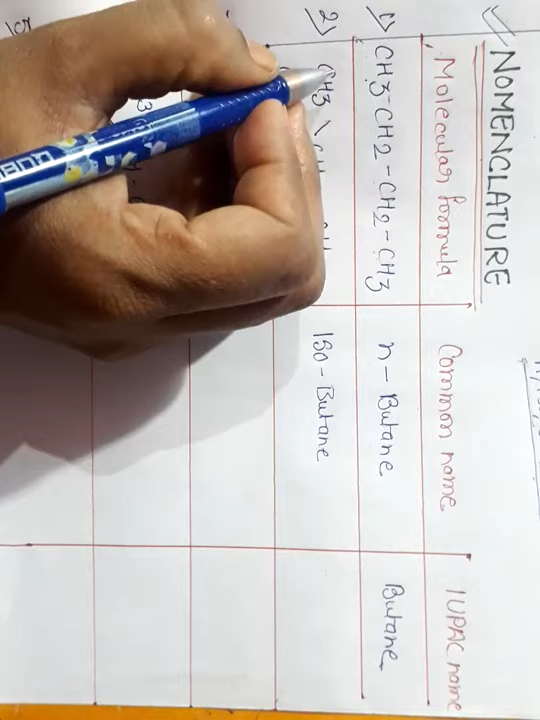 NOMENCLATURE
Molecular formula Common name IUPAC name
1) CH3-CH2-CH2-CH3 n-Butane Butane
2) CH3 Iso-Butane